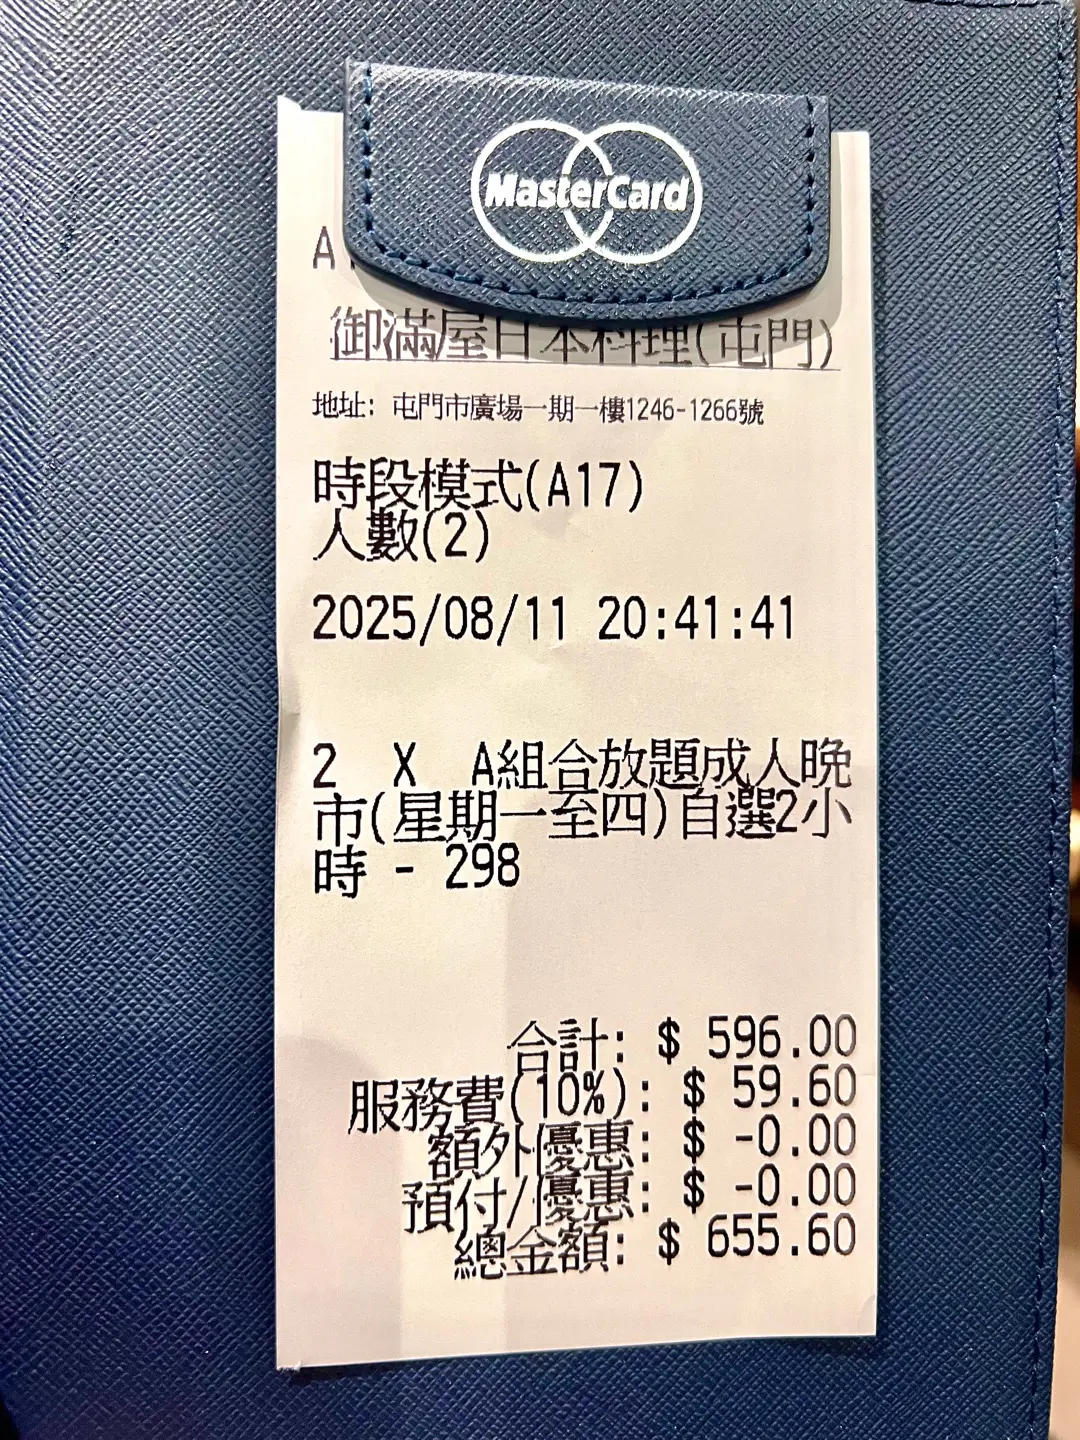 MasterCard
A
御滿屋日本料理(屯門)
地址: 屯門市廣場一期一樓1246-1266號
時段模式(A17)
人數(2)
2025/08/11 20:41:41
2 X A組合放題成人晚
市(星期一至四)自選2小
時 - 298
合計: $ 596.00
服務費(10%): $ 59.60
額外優惠: $ -0.00
預付/優惠: $ -0.00
總金額: $ 655.60